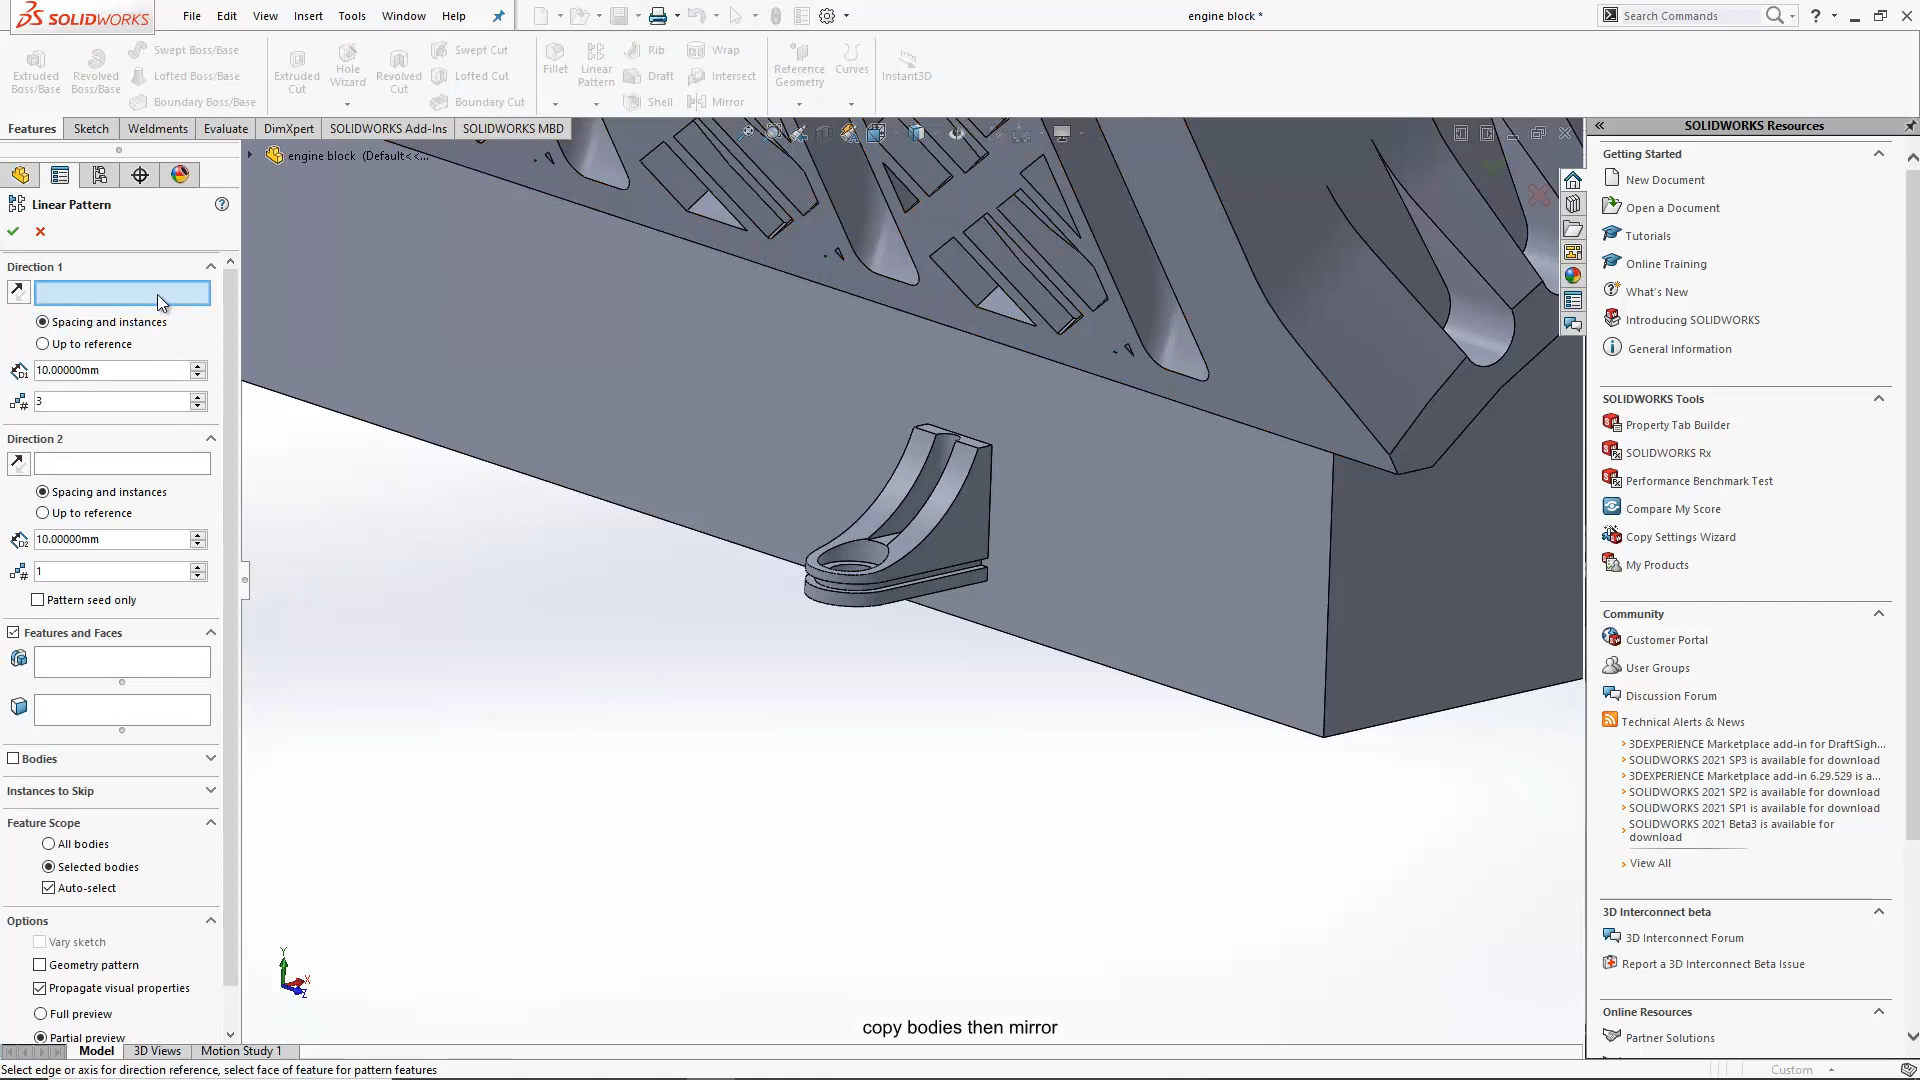 SOLIDWORKS
File Edit View Insert Tools Window Help
engine block *
Search Commands
Extruded Boss/Base
Revolved Boss/Base
Swept Boss/Base
Lofted Boss/Base
Boundary Boss/Base
Extruded Cut
Hole Wizard
Revolved Cut
Swept Cut
Lofted Cut
Boundary Cut
Fillet
Linear Pattern
Rib
Draft
Shell
Wrap
Intersect
Mirror
Reference Geometry
Curves
Instant3D
Features Sketch Weldments Evaluate DimXpert SOLIDWORKS Add-Ins SOLIDWORKS MBD
engine block (Default<<...
Linear Pattern
Direction 1
Spacing and instances
Up to reference
D1
10.00000mm
3
Direction 2
Spacing and instances
Up to reference
D2
10.00000mm
1
Pattern seed only
Features and Faces
Bodies
Instances to Skip
Feature Scope
All bodies
Selected bodies
Auto-select
Options
Vary sketch
Geometry pattern
Propagate visual properties
Full preview
Partial preview
Y
X
Z
copy bodies then mirror
Model 3D Views Motion Study 1
Select edge or axis for direction reference, select face of feature for pattern features
Custom
SOLIDWORKS Resources
Getting Started
New Document
Open a Document
Tutorials
Online Training
What's New
Introducing SOLIDWORKS
General Information
SOLIDWORKS Tools
Property Tab Builder
SOLIDWORKS Rx
Performance Benchmark Test
Compare My Score
Copy Settings Wizard
My Products
Community
Customer Portal
User Groups
Discussion Forum
Technical Alerts & News
3DEXPERIENCE Marketplace add-in for DraftSigh...
SOLIDWORKS 2021 SP3 is available for download
3DEXPERIENCE Marketplace add-in 6.29.529 is a...
SOLIDWORKS 2021 SP2 is available for download
SOLIDWORKS 2021 SP1 is available for download
SOLIDWORKS 2021 Beta3 is available for
download
View All
3D Interconnect beta
3D Interconnect Forum
Report a 3D Interconnect Beta Issue
Online Resources
Partner Solutions